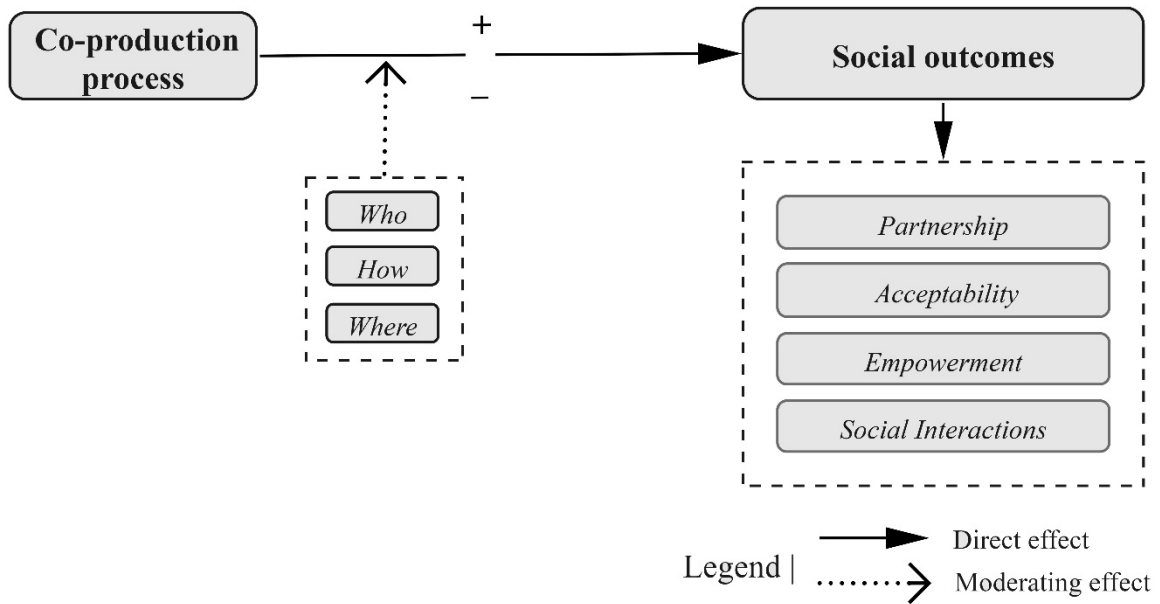 Co-production
process
+
−
Social outcomes
Who
How
Where
Partnership
Acceptability
Empowerment
Social Interactions
Legend |
Direct effect
Moderating effect